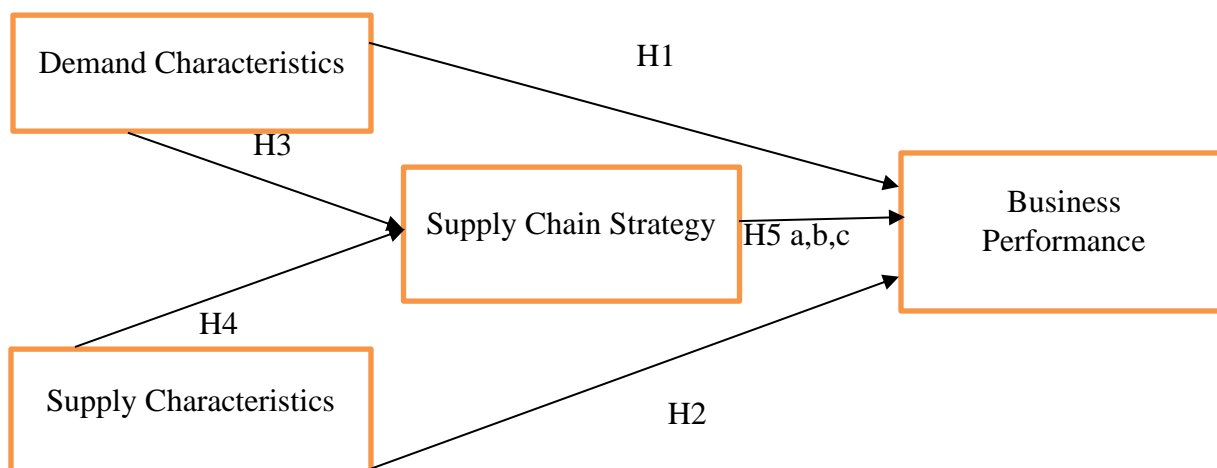 Demand Characteristics
H1
H3
Supply Chain Strategy
H5 a,b,c
Business
Performance
H4
Supply Characteristics
H2